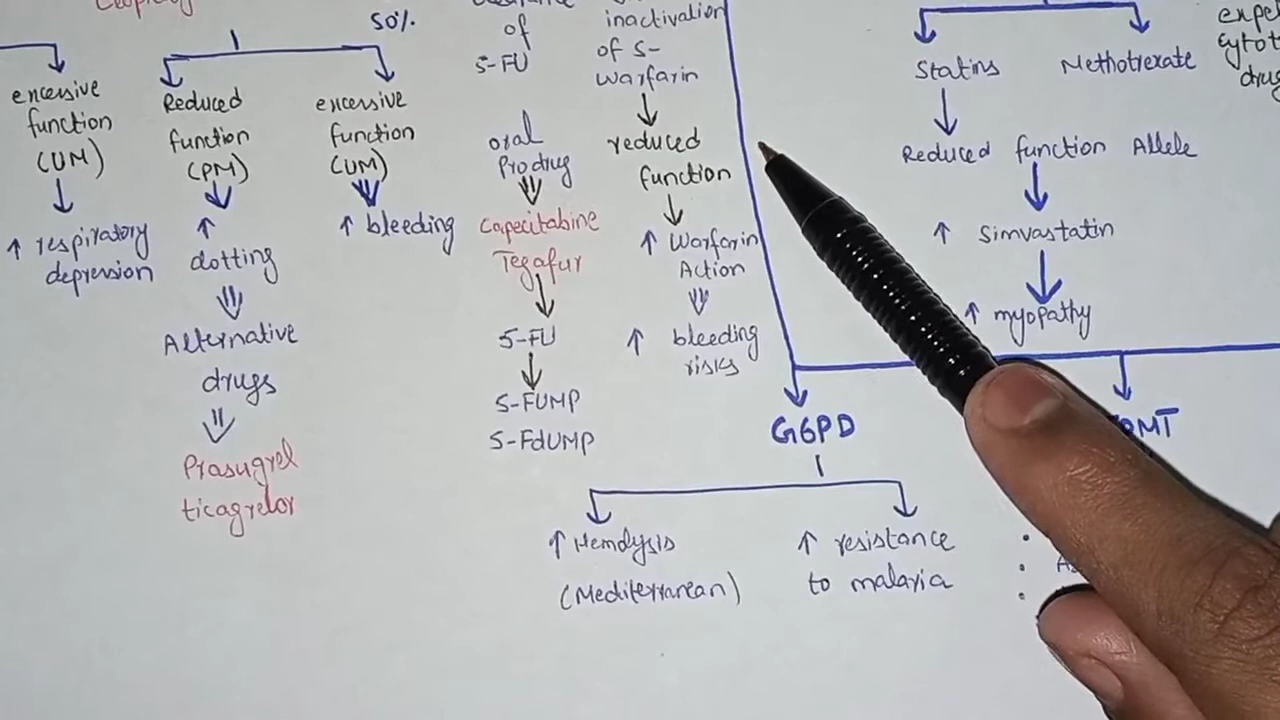 50%
of
5-FU
inactivation
of S-
Warfarin
excessive
function
(UM)
↑ respiratory
depression
Reduced
function
(PM)
↑
clotting
Alternative
drugs
Prasugrel
ticagrelor
excessive
function
(UM)
↑ bleeding
oral
Prodrug
Capecitabine
Tegafur
5-FU
5-FUMP
5-FdUMP
reduced
function
↑ Warfarin
Action
↑ bleeding
risks
Statins
Methotrexate
Reduced function Allele
↑ Simvastatin
↑ myopathy
G6PD
↑ Hemolysis
(Mediterranean)
↑ resistance
to malaria